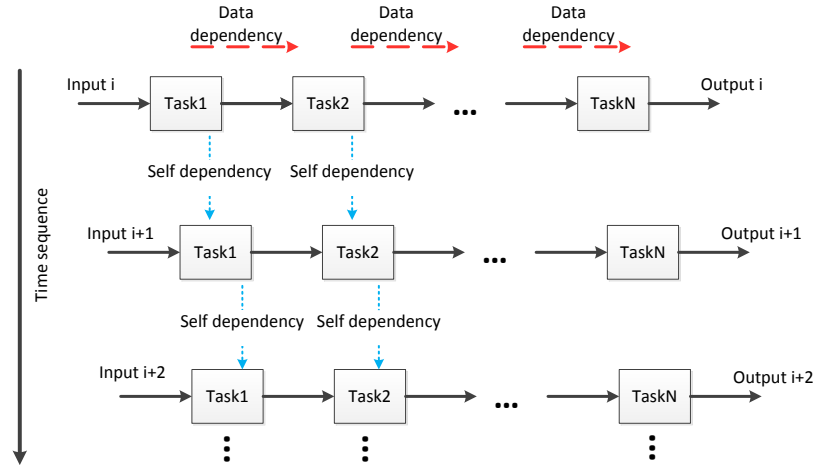 Data
dependency
Data
dependency
Data
dependency
Input i
Task1
Task2
...
TaskN
Output i
Self dependency
Self dependency
Time sequence
Input i+1
Task1
Task2
...
TaskN
Output i+1
Self dependency
Self dependency
Input i+2
Task1
Task2
...
TaskN
Output i+2